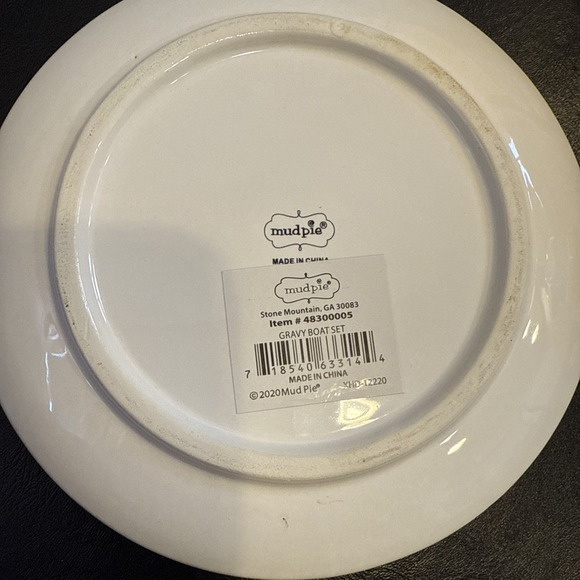 mudpie®
MADE IN CHINA
mudpie®
Stone Mountain, GA 30083
Item # 48300005
GRAVY BOAT SET
7 18540 63314 4
MADE IN CHINA
©2020 Mud Pie®